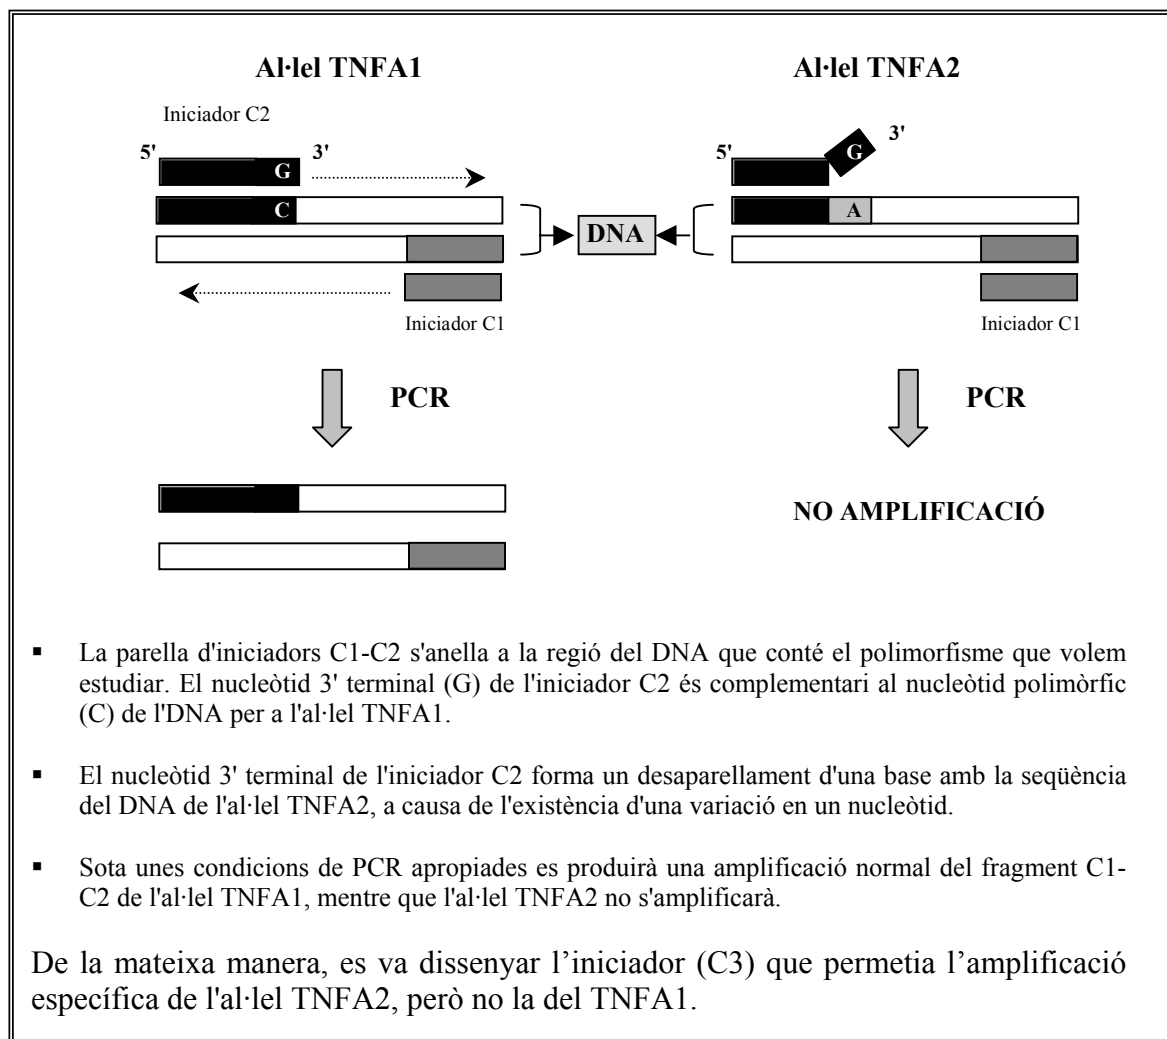 Al·lel TNFA1 Al·lel TNFA2
Iniciador C2
5' 3' 5' 3'
G G
C A
DNA
Iniciador C1 Iniciador C1
PCR PCR
NO AMPLIFICACIÓ
▪ La parella d'iniciadors C1-C2 s'anella a la regió del DNA que conté el polimorfisme que volem
estudiar. El nucleòtid 3' terminal (G) de l'iniciador C2 és complementari al nucleòtid polimòrfic
(C) de l'DNA per a l'al·lel TNFA1.
▪ El nucleòtid 3' terminal de l'iniciador C2 forma un desaparellament d'una base amb la seqüència
del DNA de l'al·lel TNFA2, a causa de l'existència d'una variació en un nucleòtid.
▪ Sota unes condicions de PCR apropiades es produirà una amplificació normal del fragment C1-
C2 de l'al·lel TNFA1, mentre que l'al·lel TNFA2 no s'amplificarà.
De la mateixa manera, es va dissenyar l’iniciador (C3) que permetia l’amplificació
específica de l'al·lel TNFA2, però no la del TNFA1.